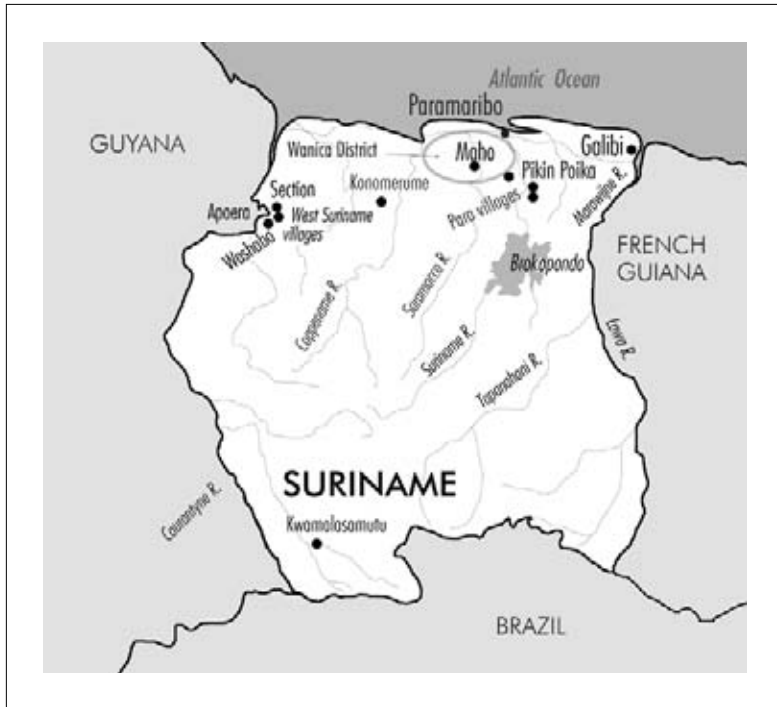 Atlantic Ocean
Paramaribo
GUYANA
Wanica District
Maho
Galibi
Pikin Poika
Konomerume
Section
Para villages
Marowijne R.
Apoera
West Suriname
villages
Washabo
FRENCH
GUIANA
Brokopondo
Coppename R.
Saramacca R.
Suriname R.
Tapanahoni R.
Lawa R.
SURINAME
Kwamalasamutu
Courantyne R.
BRAZIL